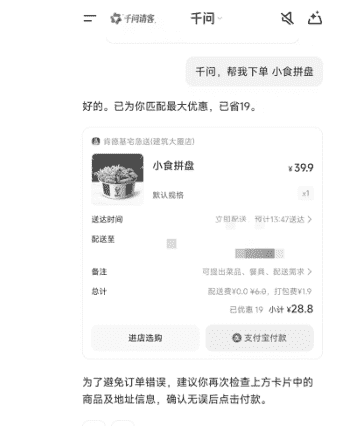 千问请客
千问
千问，帮我下单 小食拼盘
好的。已为你匹配最大优惠，已省19。
肯德基宅急送(建筑大厦店)
小食拼盘
¥39.9
默认规格
x1
送达时间
立即配送 预计13:47送达
配送至
备注
可提出菜品、餐具、配送需求
总计
配送费¥0.0 ¥6.0，打包费¥1.9
已优惠 19 小计 ¥28.8
进店选购
支付宝付款
为了避免订单错误，建议你再次检查上方卡片中的
商品及地址信息，确认无误后点击付款。